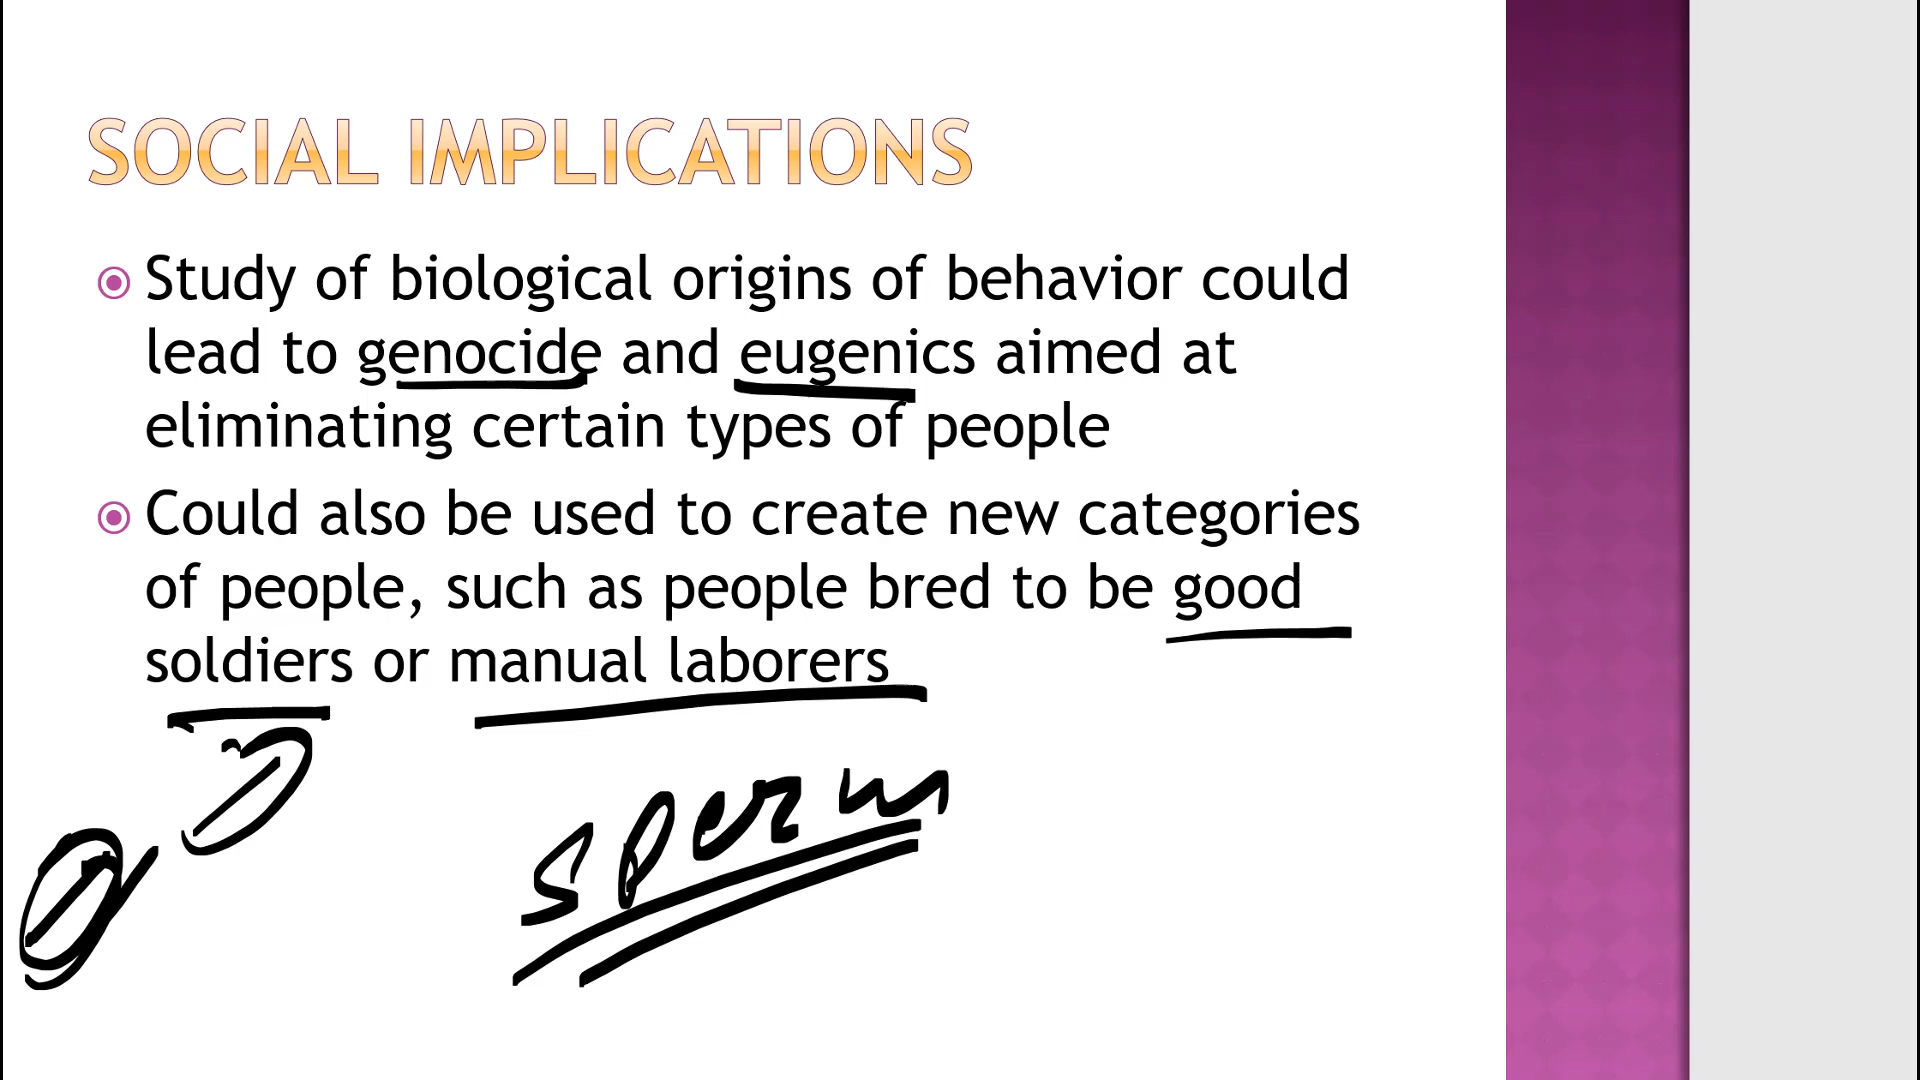 SOCIAL IMPLICATIONS
Study of biological origins of behavior could
lead to genocide and eugenics aimed at
eliminating certain types of people
Could also be used to create new categories
of people, such as people bred to be good
soldiers or manual laborers
sperm